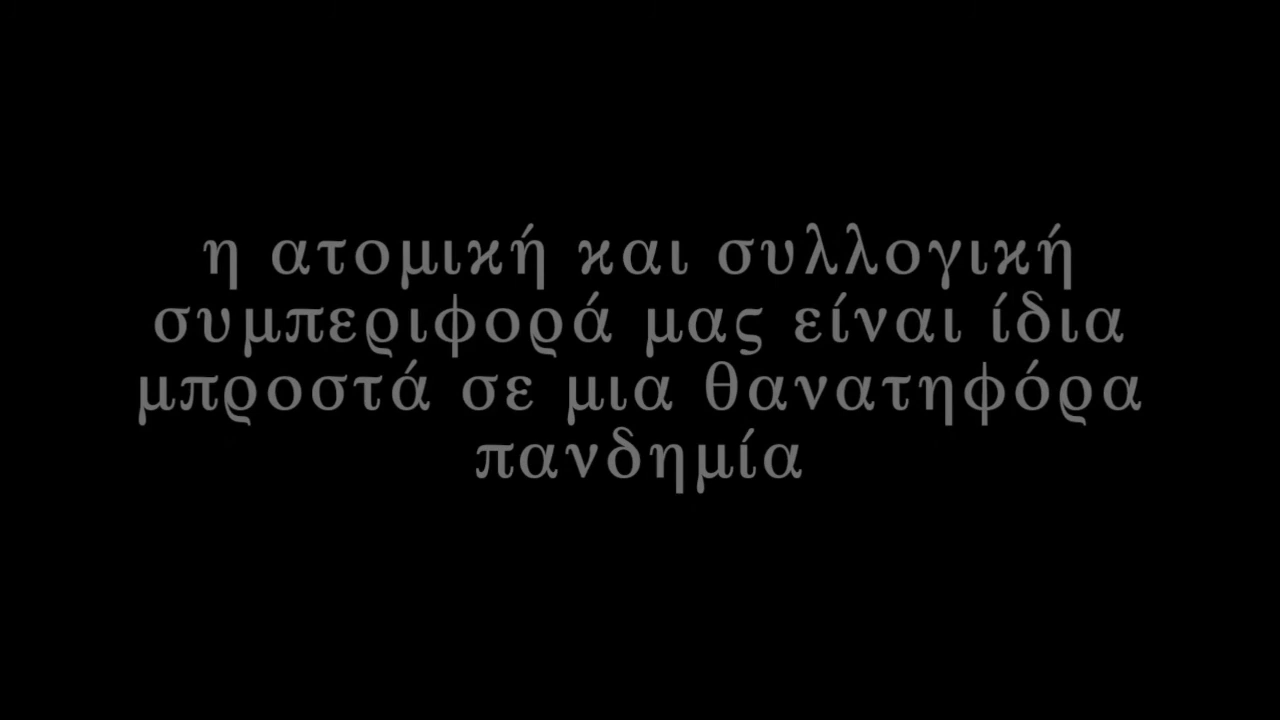 η ατομική και συλλογική
συμπεριφορά μας είναι ίδια
μπροστά σε μια θανατηφόρα
πανδημία